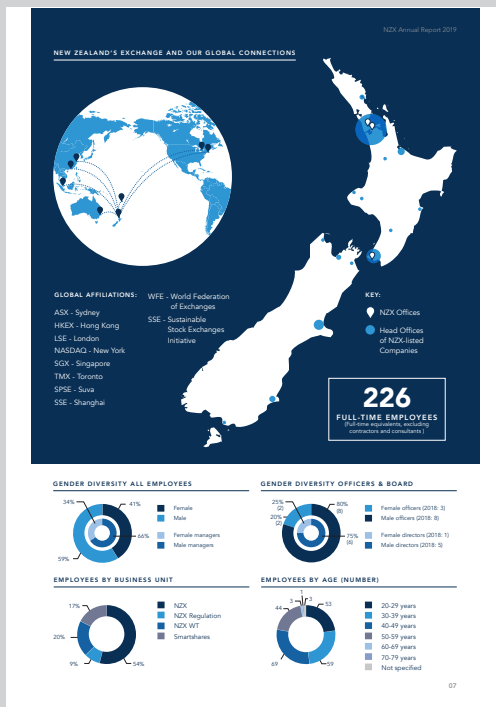 NZX Annual Report 2019
NEW ZEALAND'S EXCHANGE AND OUR GLOBAL CONNECTIONS
GLOBAL AFFILIATIONS:
ASX - Sydney
HKEX - Hong Kong
LSE - London
NASDAQ - New York
SGX - Singapore
TMX - Toronto
SPSE - Suva
SSE - Shanghai
WFE - World Federation
of Exchanges
SSE - Sustainable
Stock Exchanges
Initiative
KEY:
NZX Offices
Head Offices
of NZX-listed
Companies
226
FULL-TIME EMPLOYEES
(Full-time equivalents, excluding
contractors and consultants )
GENDER DIVERSITY ALL EMPLOYEES
34%
41%
66%
59%
Female
Male
Female managers
Male managers
GENDER DIVERSITY OFFICERS & BOARD
25%
(2)
20%
(2)
80%
(8)
75%
(6)
Female officers (2018: 3)
Male officers (2018: 8)
Female directors (2018: 1)
Male directors (2018: 5)
EMPLOYEES BY BUSINESS UNIT
17%
20%
9%
54%
NZX
NZX Regulation
NZX WT
Smartshares
EMPLOYEES BY AGE (NUMBER)
1
3
3
53
44
69
59
20-29 years
30-39 years
40-49 years
50-59 years
60-69 years
70-79 years
Not specified
07